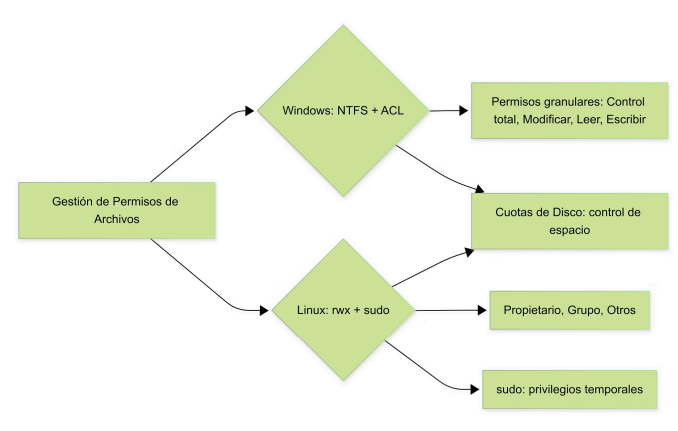 Gestión de Permisos de
Archivos
Windows: NTFS + ACL
Linux: rwx + sudo
Permisos granulares: Control
total, Modificar, Leer, Escribir
Cuotas de Disco: control de
espacio
Propietario, Grupo, Otros
sudo: privilegios temporales